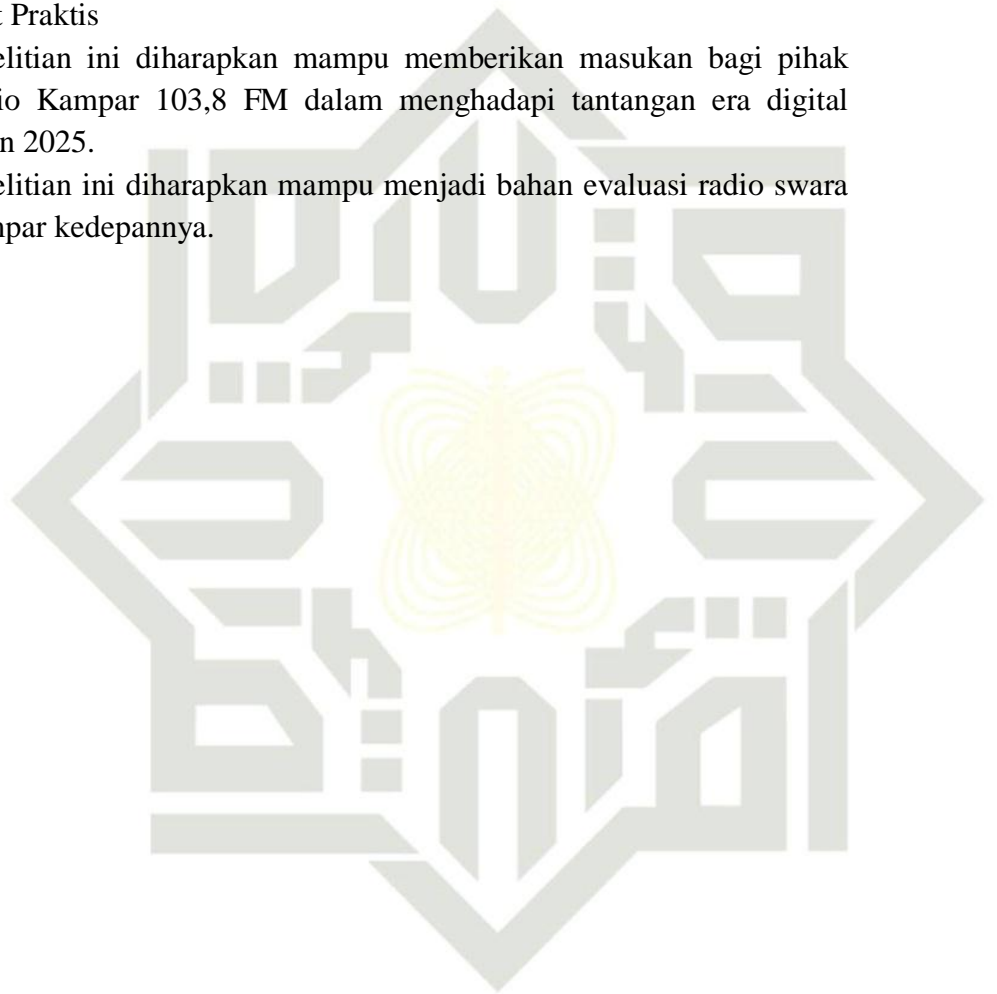 t Praktis
elitian ini diharapkan mampu memberikan masukan bagi pihak
io Kampar 103,8 FM dalam menghadapi tantangan era digital
n 2025.
elitian ini diharapkan mampu menjadi bahan evaluasi radio swara
npar kedepannya.